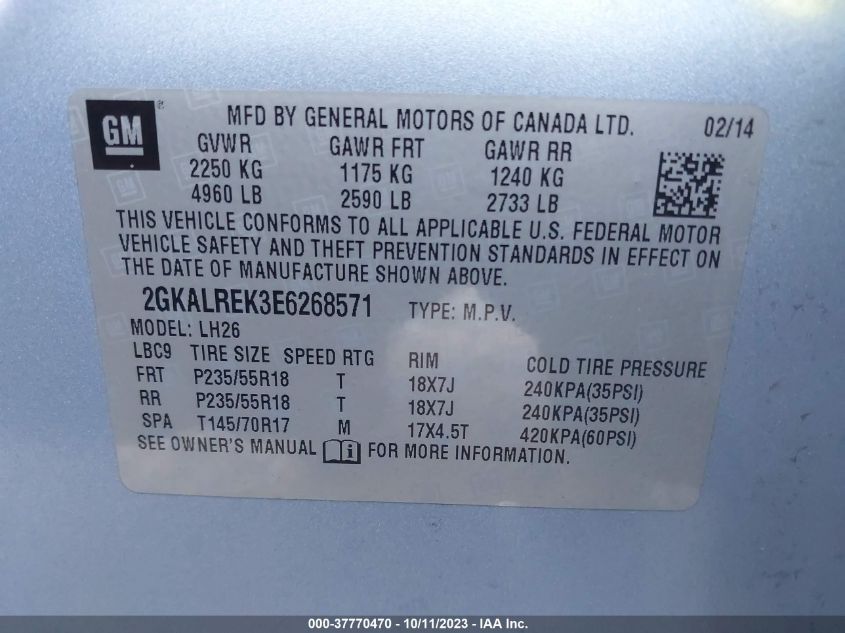 GM ®
MFD BY GENERAL MOTORS OF CANADA LTD. 02/14
GVWR GAWR FRT GAWR RR
2250 KG 1175 KG 1240 KG
4960 LB 2590 LB 2733 LB
THIS VEHICLE CONFORMS TO ALL APPLICABLE U.S. FEDERAL MOTOR
VEHICLE SAFETY AND THEFT PREVENTION STANDARDS IN EFFECT ON
THE DATE OF MANUFACTURE SHOWN ABOVE.
2GKALREK3E6268571 TYPE: M.P.V.
MODEL: LH26
LBC9 TIRE SIZE SPEED RTG RIM COLD TIRE PRESSURE
FRT P235/55R18 T 18X7J 240KPA(35PSI)
RR P235/55R18 T 18X7J 240KPA(35PSI)
SPA T145/70R17 M 17X4.5T 420KPA(60PSI)
SEE OWNER'S MANUAL i FOR MORE INFORMATION.
000-37770470 - 10/11/2023 - IAA Inc.